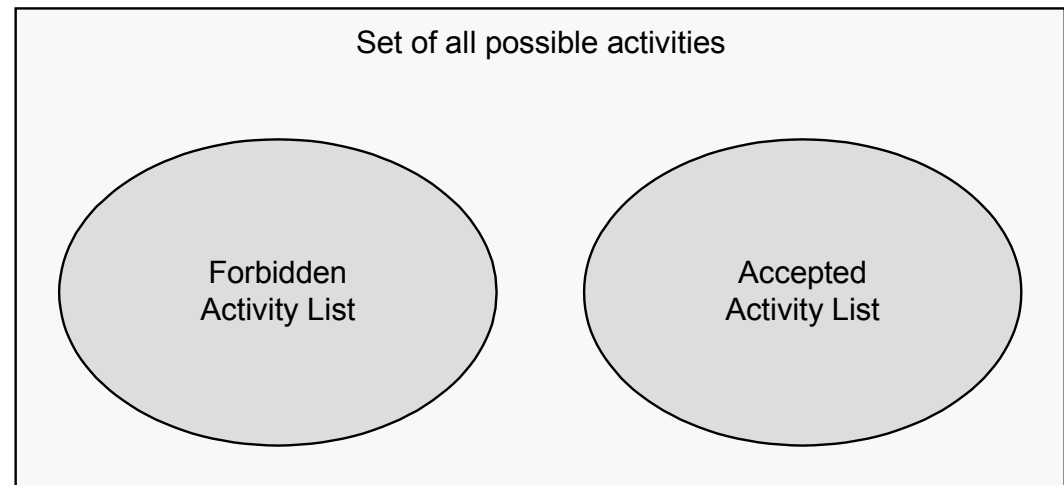 Set of all possible activities
Forbidden
Activity List
Accepted
Activity List